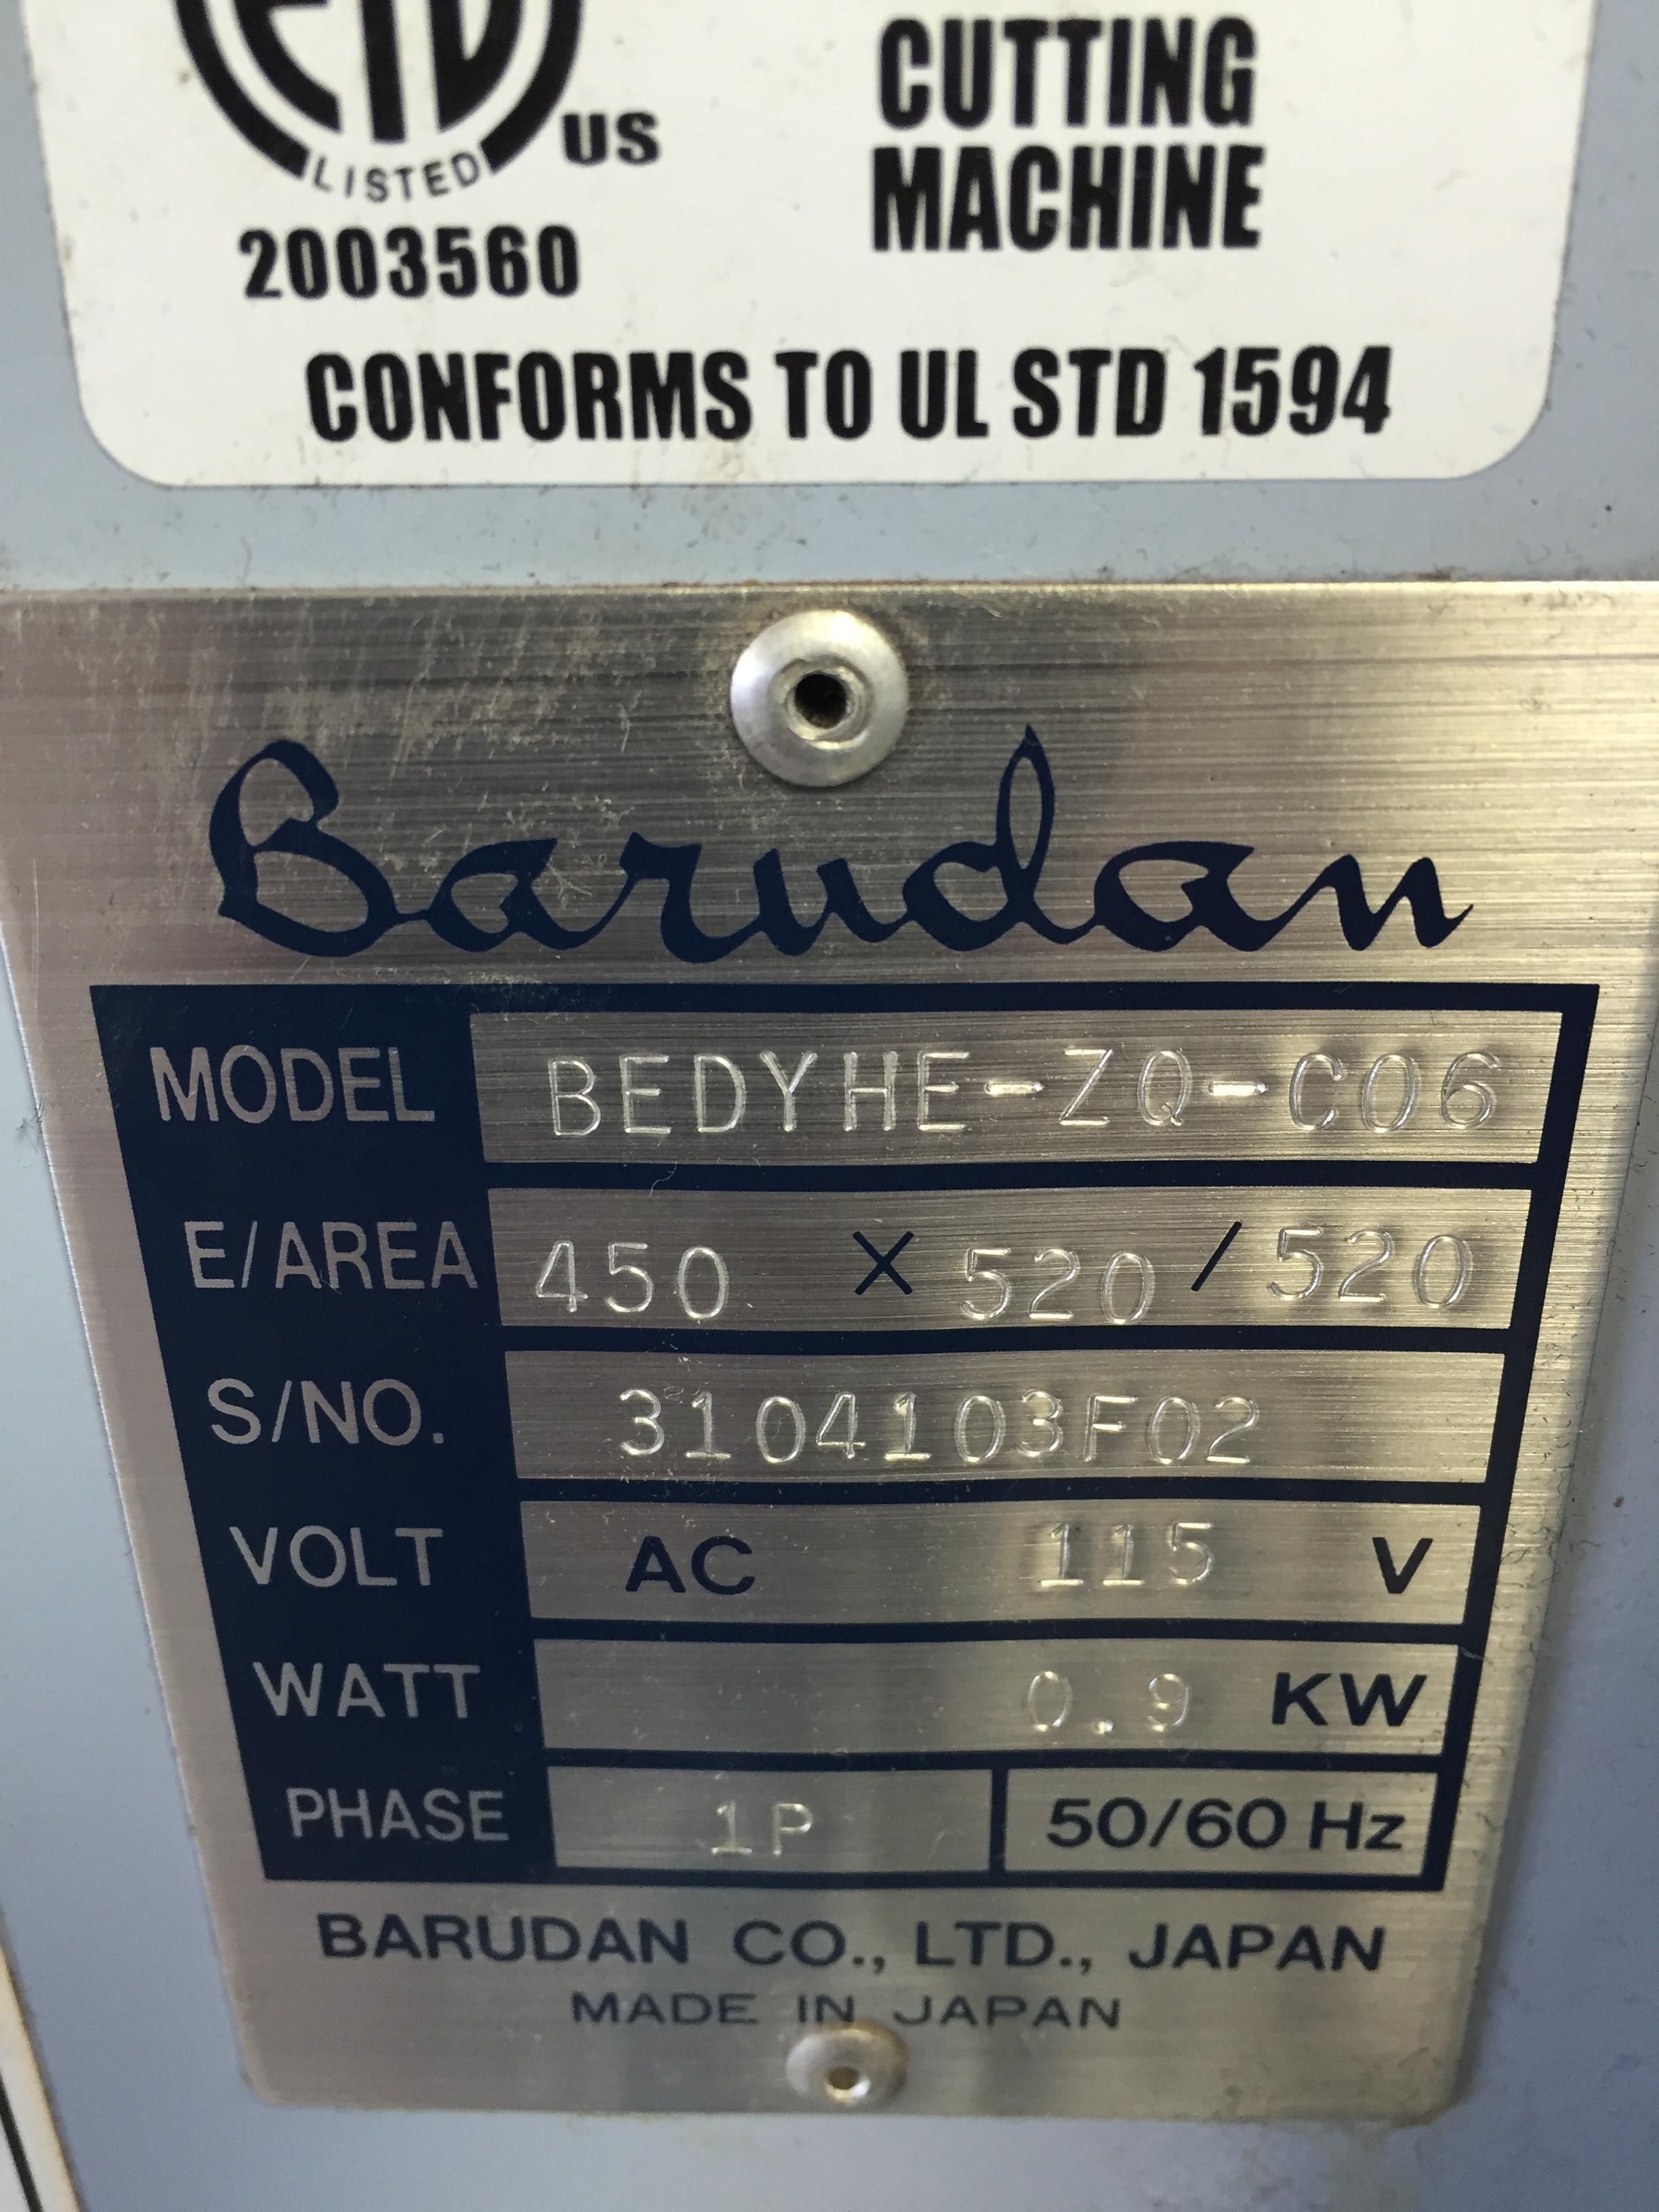 ETL
LISTED
US
2003560
CUTTING
MACHINE
CONFORMS TO UL STD 1594
Barudan
MODEL BEDYHE-ZQ-C06
E/AREA 450 X 520 / 520
S/NO. 3104103F02
VOLT AC 115 V
WATT 0.9 KW
PHASE 1P 50/60 Hz
BARUDAN CO., LTD., JAPAN
MADE IN JAPAN